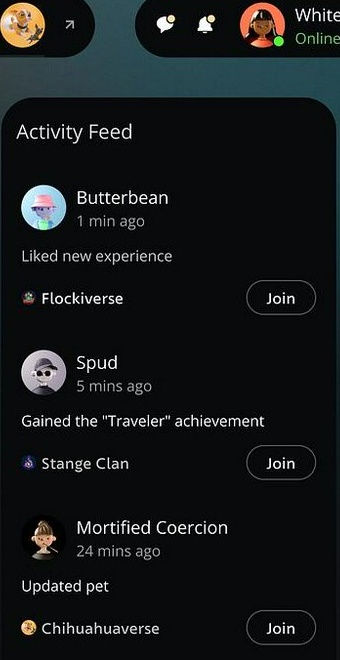 White
Online
Activity Feed
Butterbean
1 min ago
Liked new experience
Flockiverse
Join
Spud
5 mins ago
Gained the "Traveler" achievement
Stange Clan
Join
Mortified Coercion
24 mins ago
Updated pet
Chihuahuaverse
Join